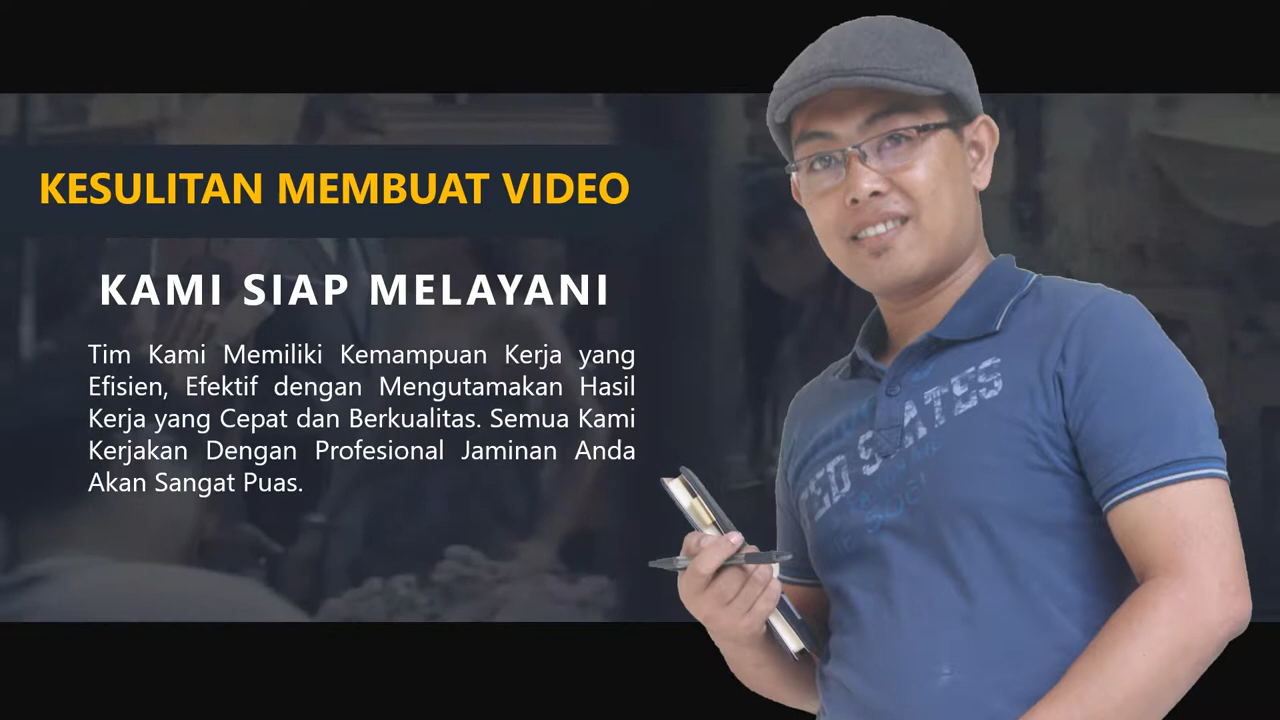 KESULITAN MEMBUAT VIDEO
KAMI SIAP MELAYANI
Tim Kami Memiliki Kemampuan Kerja yang
Efisien, Efektif dengan Mengutamakan Hasil
Kerja yang Cepat dan Berkualitas. Semua Kami
Kerjakan Dengan Profesional Jaminan Anda
Akan Sangat Puas.